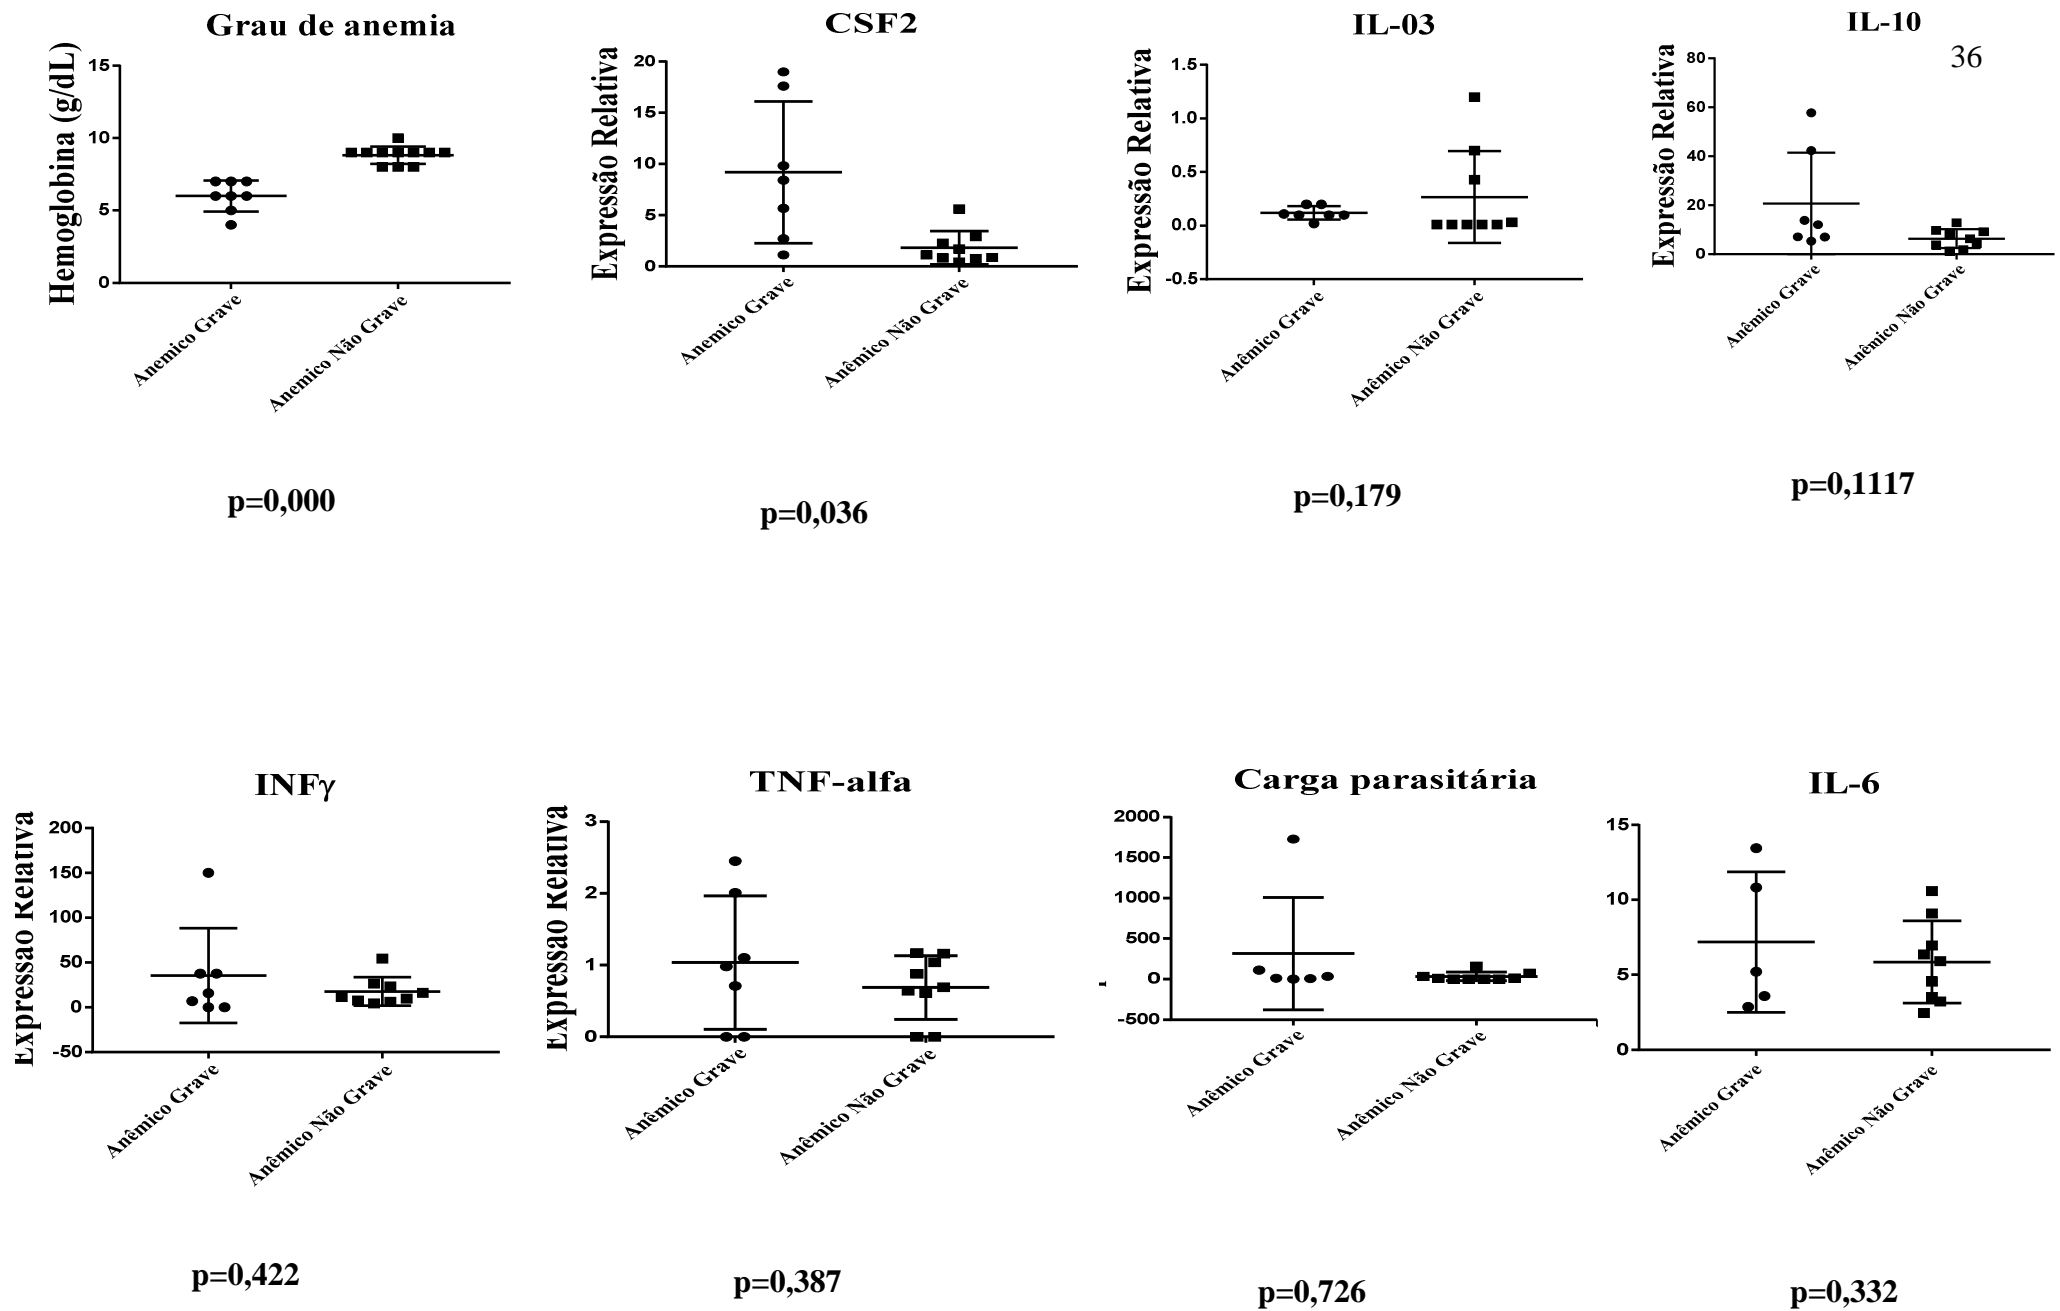 Grau de anemia
Hemoglobina (g/dL)
15
10
5
0
Anemico Grave
Anemico Não Grave
p=0,000
CSF2
Expressão Relativa
20
15
10
5
0
Anemico Grave
Anêmico Não Grave
p=0,036
IL-03
Expressão Relativa
1.5
1.0
0.5
0.0
-0.5
Anêmico Grave
Anêmico Não Grave
p=0,179
IL-10
36
Expressão Relativa
80
60
40
20
0
Anêmico Grave
Anêmico Não Grave
p=0,1117
INFγ
Expressao Relativa
200
150
100
50
0
-50
Anêmico Grave
Anêmico Não Grave
p=0,422
TNF-alfa
Expressao Relativa
3
2
1
0
Anêmico Grave
Anêmico Não Grave
p=0,387
Carga parasitária
2000
1500
1000
500
0
-500
Anêmico Grave
Anêmico Não Grave
p=0,726
IL-6
15
10
5
0
Anêmico Grave
Anêmico Não Grave
p=0,332